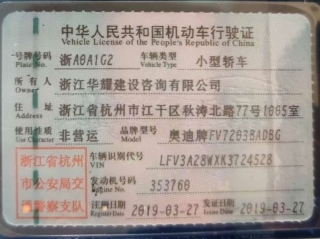 中华人民共和国机动车行驶证
Vehicle License of the People's Republic of China
号牌号码 浙A0A1G2 车辆类型 小型轿车
Plate No. Vehicle Type
所有人 浙江华耀建设咨询有限公司
Owner
住址 浙江省杭州市江干区秋涛北路77号1005室
Address
使用性质 非营运 品牌型号 奥迪牌FV7203BADBG
Use Character Model
浙江省杭州
市公安局交
通警察支队
车辆识别代号 LFV3A28WXK3724528
VIN
发动机号码 353760
Engine No.
注册日期 2019-03-27 发证日期 2019-03-27
Register Date Issue Date